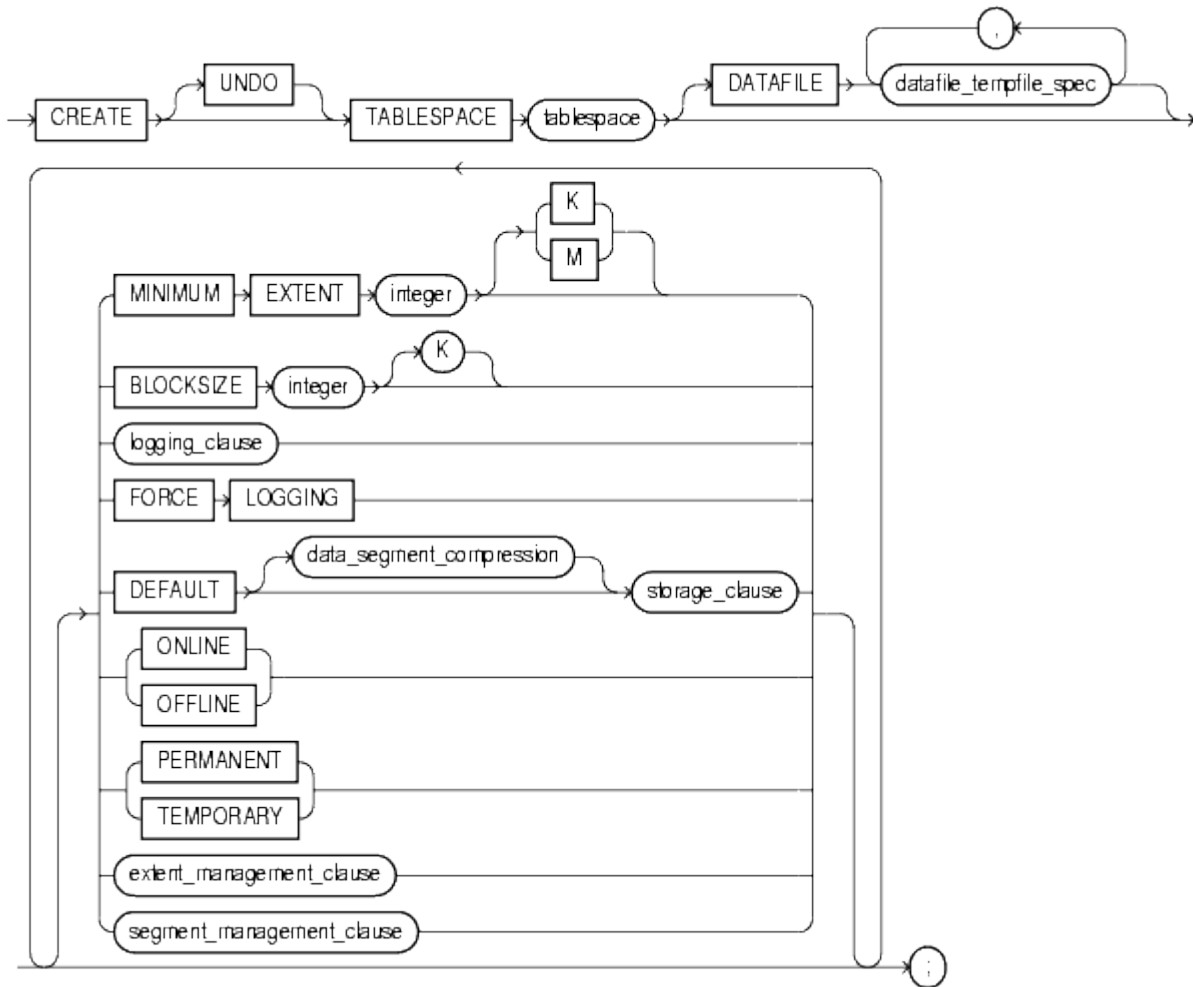 ,
UNDO DATAFILE datafile_tempfile_spec
CREATE TABLESPACE tablespace
K
M
MINIMUM EXTENT integer
K
BLOCKSIZE integer
logging_clause
FORCE LOGGING
data_segment_compression
DEFAULT storage_clause
ONLINE
OFFLINE
PERMANENT
TEMPORARY
extent_management_clause
segment_management_clause
;